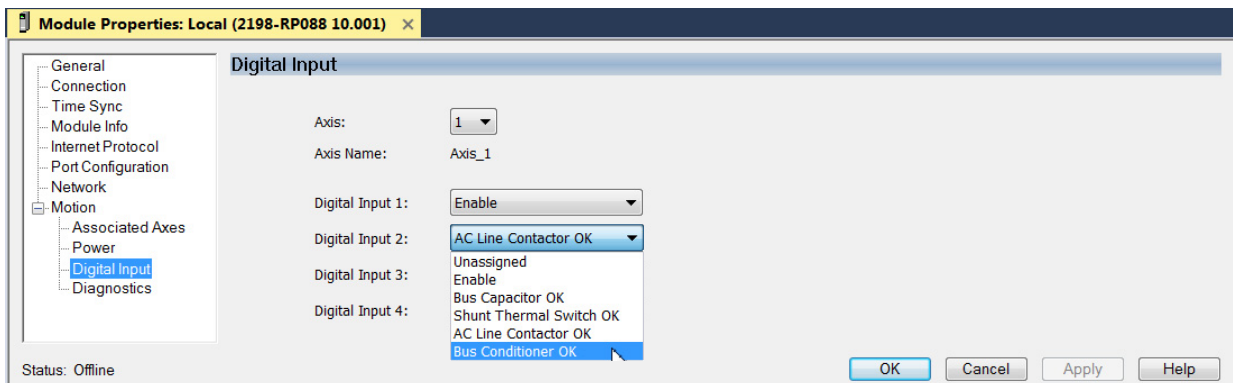 Module Properties: Local (2198-RP088 10.001) ×
General
Connection
Time Sync
Module Info
Internet Protocol
Port Configuration
Network
Motion
Associated Axes
Power
Digital Input
Diagnostics
Digital Input
Axis: 1
Axis Name: Axis_1
Digital Input 1: Enable
Digital Input 2: AC Line Contactor OK
Digital Input 3:
Digital Input 4:
Unassigned
Enable
Bus Capacitor OK
Shunt Thermal Switch OK
AC Line Contactor OK
Bus Conditioner OK
Status: Offline
OK Cancel Apply Help